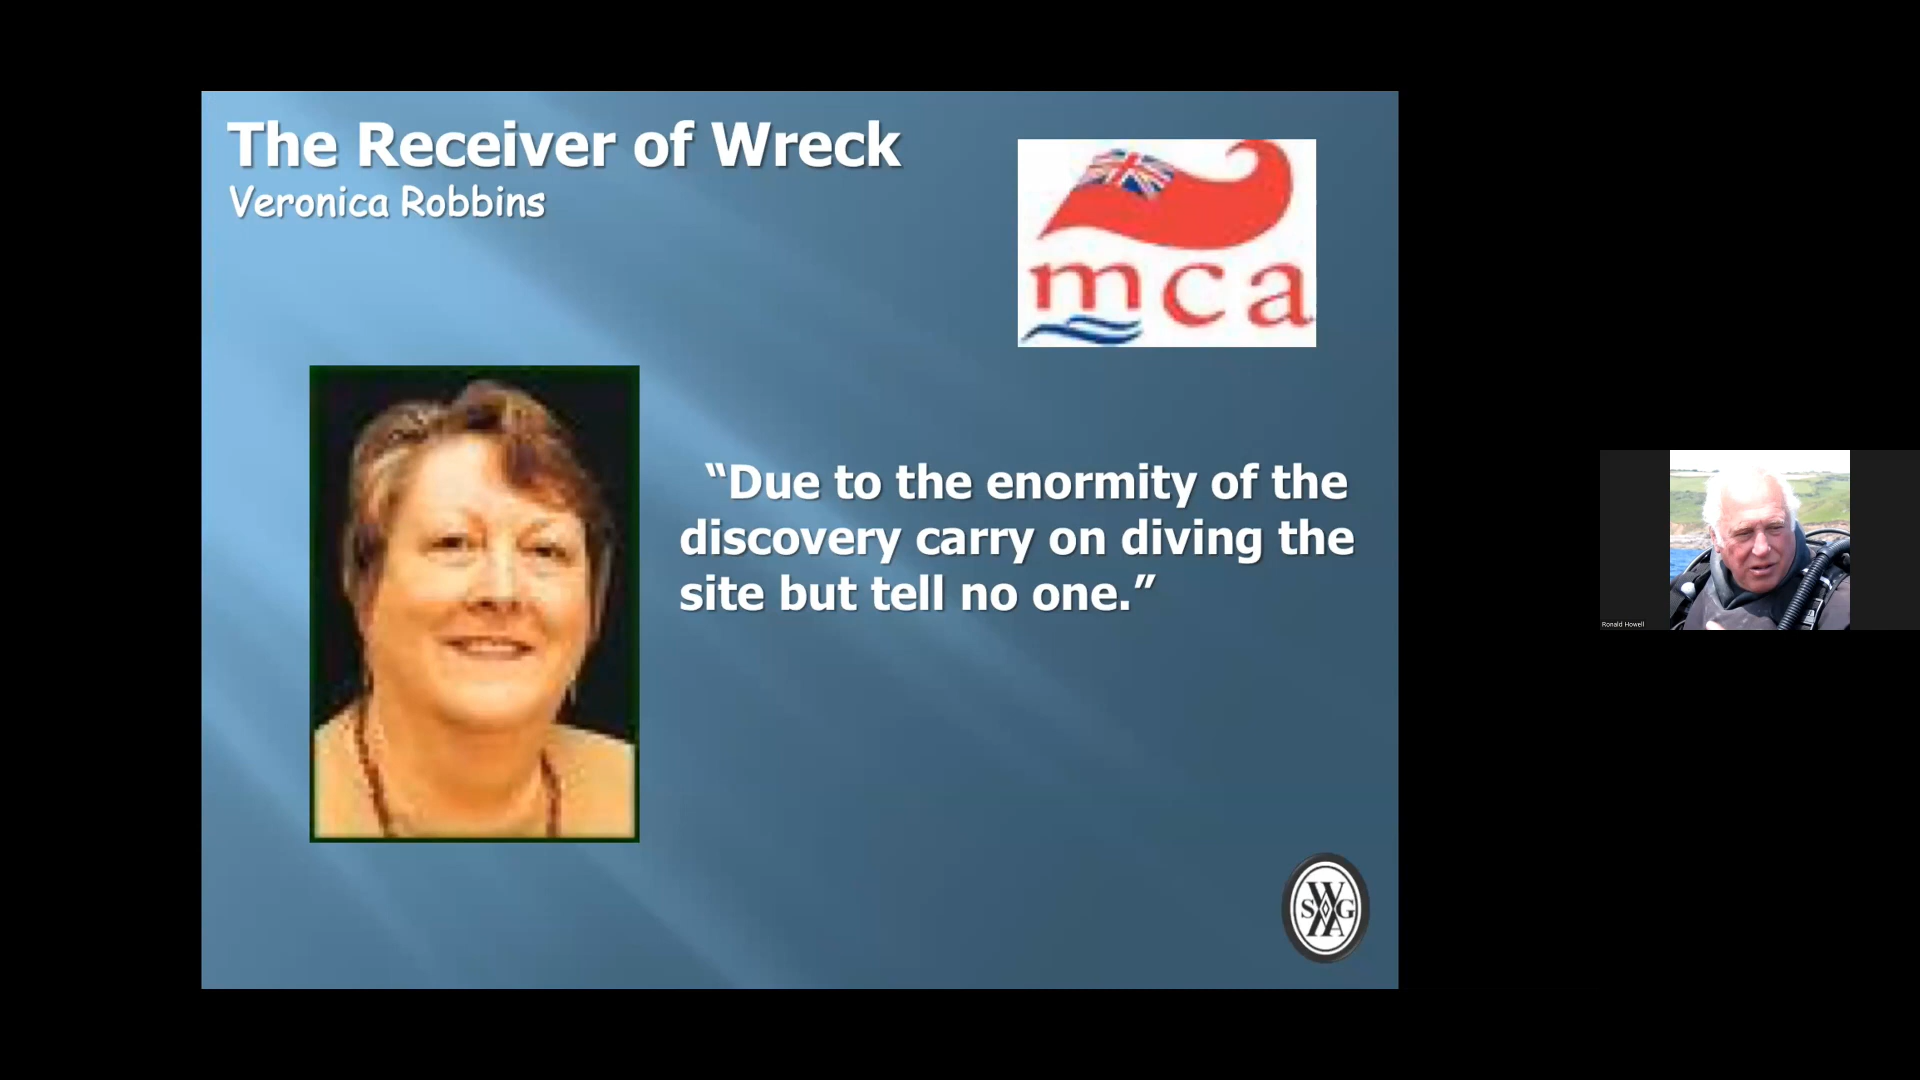 The Receiver of Wreck
Veronica Robbins
mca
“Due to the enormity of the
discovery carry on diving the
site but tell no one.”
Ronald Howell
W
S G
A